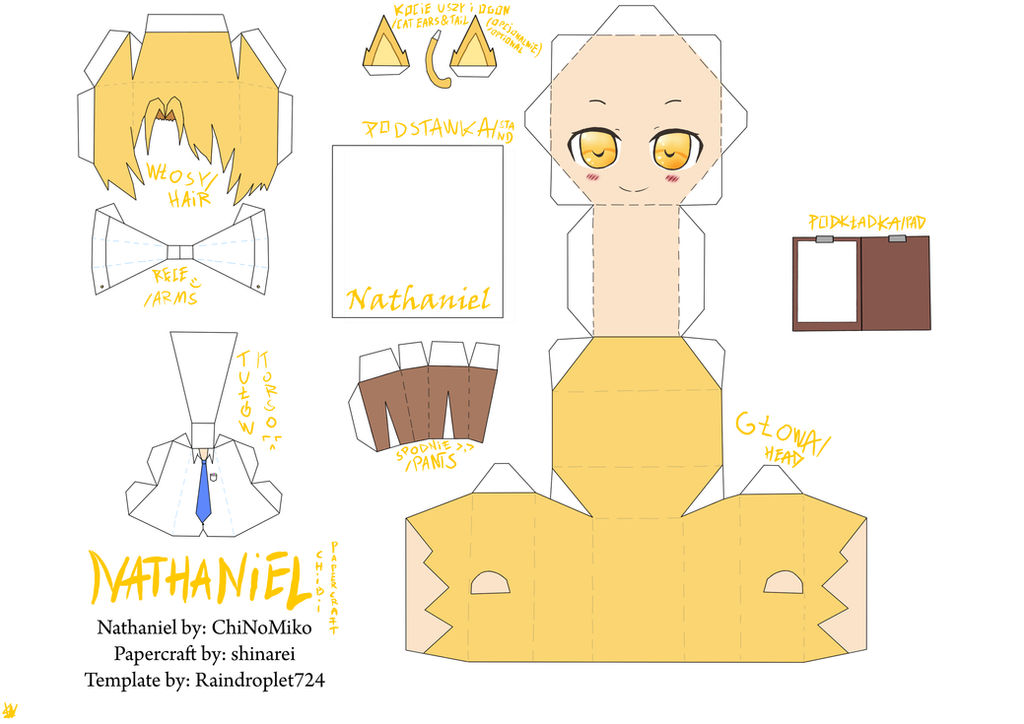 KOCIE USZY i OGON
/CAT EARS&TAIL
(OPCJONALNIE)
/OPTIONAL
PODSTAWKA/STAND
WŁOSY/
HAIR
RĘCE
/ARMS
Nathaniel
PODKŁADKA/PAD
TUŁÓW
/TORSO
SPODNIE >.>
/PANTS
GŁOWA/
HEAD
NATHANiEL
CHIBI
PAPERCRAFT
Nathaniel by: ChiNoMiko
Papercraft by: shinarei
Template by: Raindroplet724